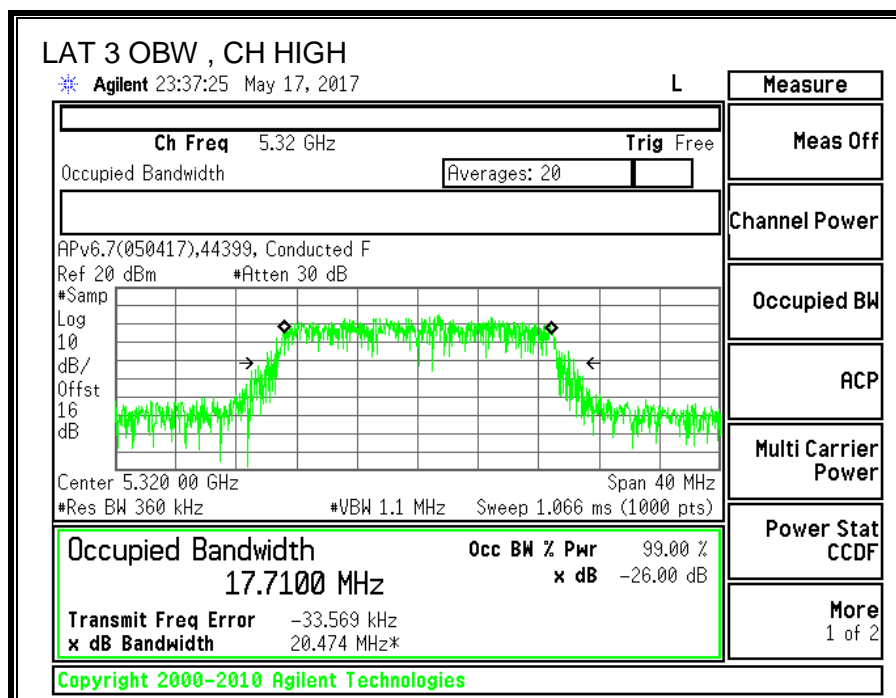 LAT 3 OBW , CH HIGH
Agilent 23:37:25 May 17, 2017 L
Measure
Ch Freq 5.32 GHz Trig Free
Meas Off
Occupied Bandwidth Averages: 20
Channel Power
APv6.7(050417),44399, Conducted F
Ref 20 dBm #Atten 30 dB
#Samp
Log
10
dB/
Offst
16
dB
Occupied BW
ACP
Center 5.320 00 GHz Span 40 MHz
#Res BW 360 kHz #VBW 1.1 MHz Sweep 1.066 ms (1000 pts)
Multi Carrier
Power
Occupied Bandwidth Occ BW % Pwr 99.00 %
17.7100 MHz x dB -26.00 dB
Transmit Freq Error -33.569 kHz
x dB Bandwidth 20.474 MHz*
Power Stat
CCDF
More
1 of 2
Copyright 2000-2010 Agilent Technologies